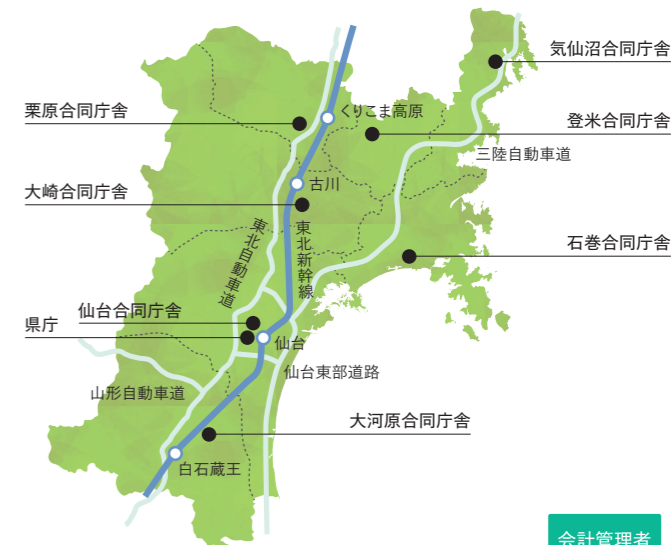 気仙沼合同庁舎
栗原合同庁舎
くりこま高原
登米合同庁舎
三陸自動車道
大崎合同庁舎
古川
東北自動車道
東北新幹線
石巻合同庁舎
仙台合同庁舎
県庁
仙台
仙台東部道路
山形自動車道
大河原合同庁舎
白石蔵王
会計管理者